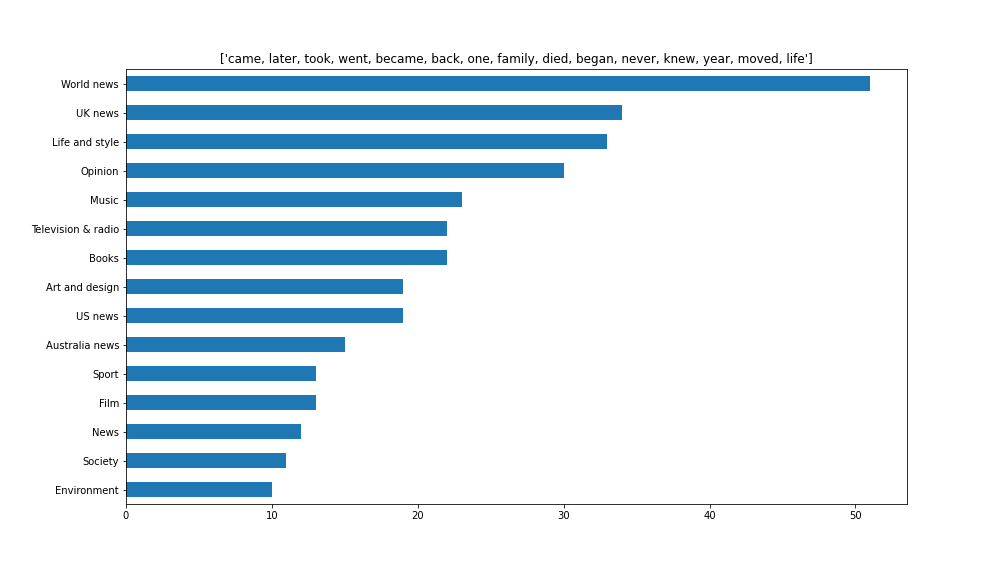 ['came, later, took, went, became, back, one, family, died, began, never, knew, year, moved, life']
World news
UK news
Life and style
Opinion
Music
Television & radio
Books
Art and design
US news
Australia news
Sport
Film
News
Society
Environment
0 10 20 30 40 50